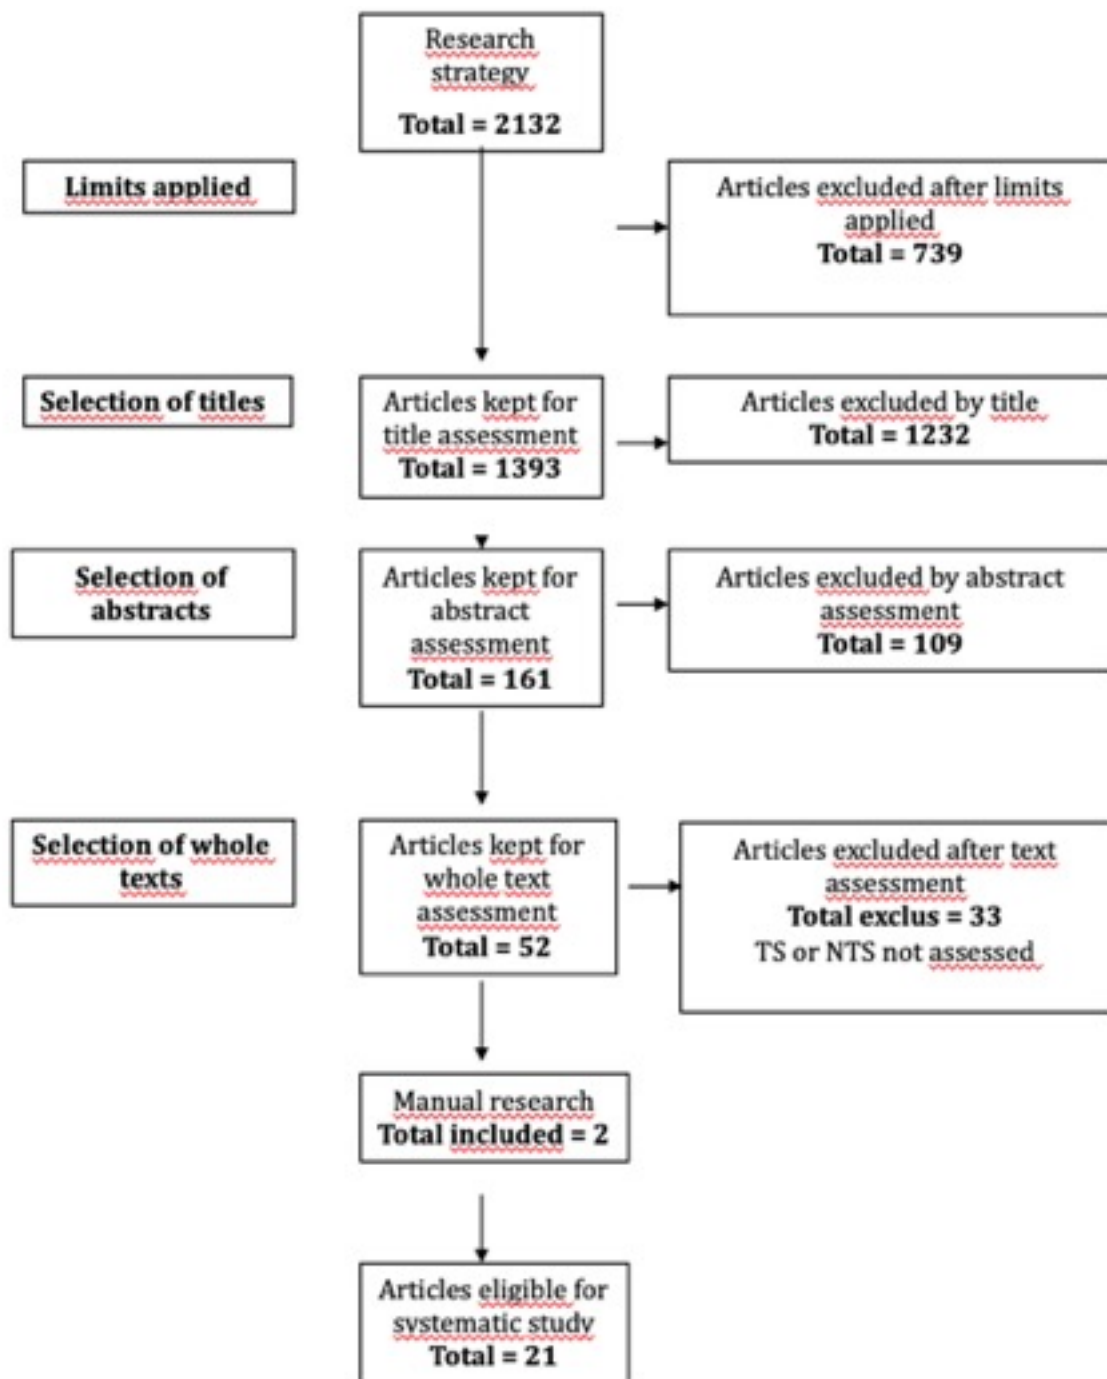 Research
strategy
Total = 2132
Limits applied
Articles excluded after limits
applied
Total = 739
Selection of titles
Articles kept for
title assessment
Total = 1393
Articles excluded by title
Total = 1232
Selection of
abstracts
Articles kept for
abstract
assessment
Total = 161
Articles excluded by abstract
assessment
Total = 109
Selection of whole
texts
Articles kept for
whole text
assessment
Total = 52
Articles excluded after text
assessment
Total exclus = 33
TS or NTS not assessed
Manual research
Total included = 2
Articles eligible for
systematic study
Total = 21